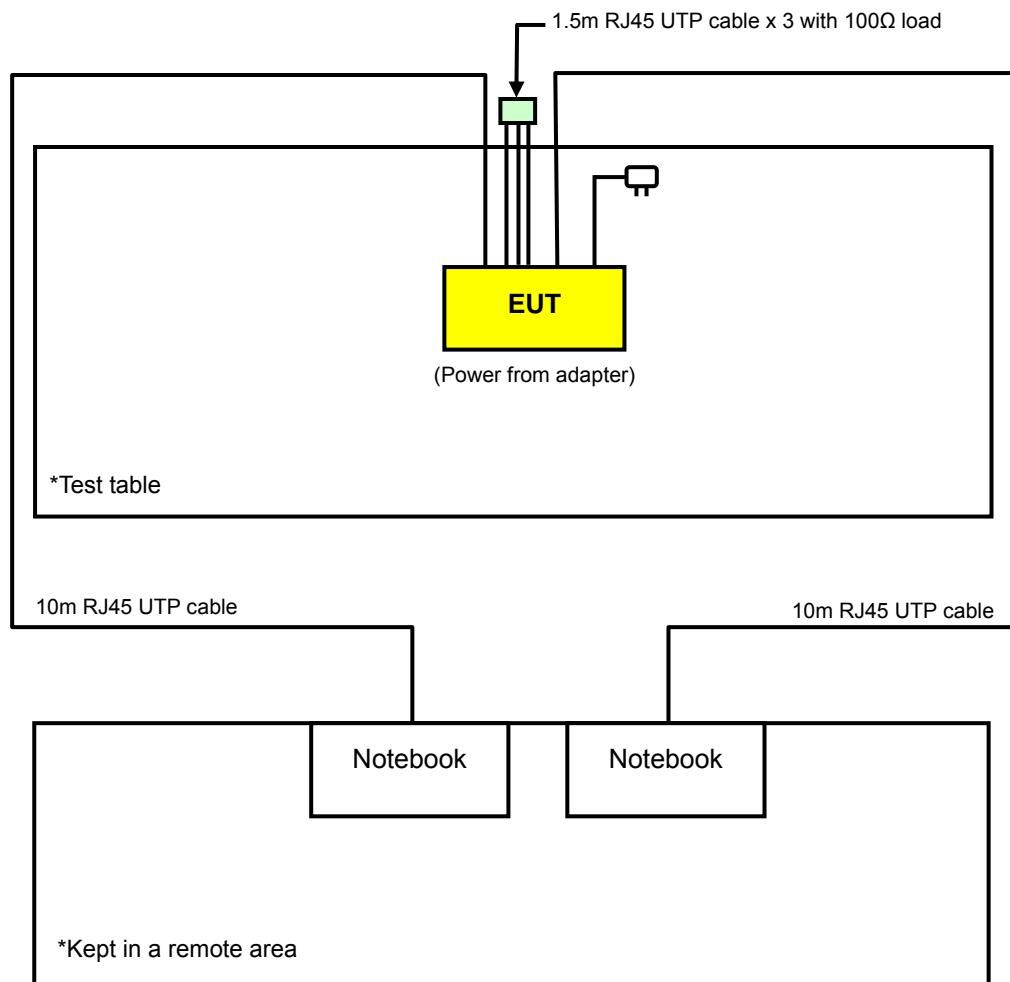 1.5m RJ45 UTP cable x 3 with 100Ω load
EUT
(Power from adapter)
*Test table
10m RJ45 UTP cable
10m RJ45 UTP cable
Notebook
Notebook
*Kept in a remote area